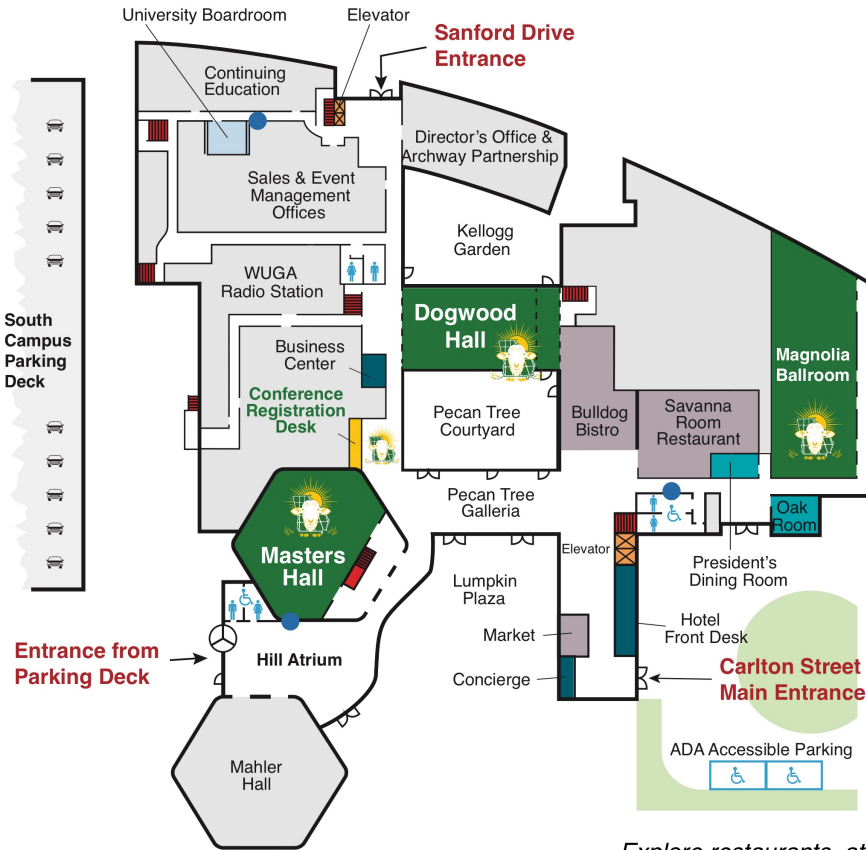 University Boardroom
Elevator
Sanford Drive
Entrance
Continuing
Education
Director's Office &
Archway Partnership
Sales & Event
Management
Offices
Kellogg
Garden
WUGA
Radio Station
South
Campus
Parking
Deck
Dogwood
Hall
Business
Center
Magnolia
Ballroom
Conference
Registration
Desk
Pecan Tree
Courtyard
Bulldog
Bistro
Savanna
Room
Restaurant
Pecan Tree
Galleria
Oak
Room
Masters
Hall
Elevator
President's
Dining Room
Lumpkin
Plaza
Hotel
Front Desk
Market
Entrance from
Parking Deck
Hill Atrium
Concierge
Carlton Street
Main Entrance
ADA Accessible Parking
Mahler
Hall